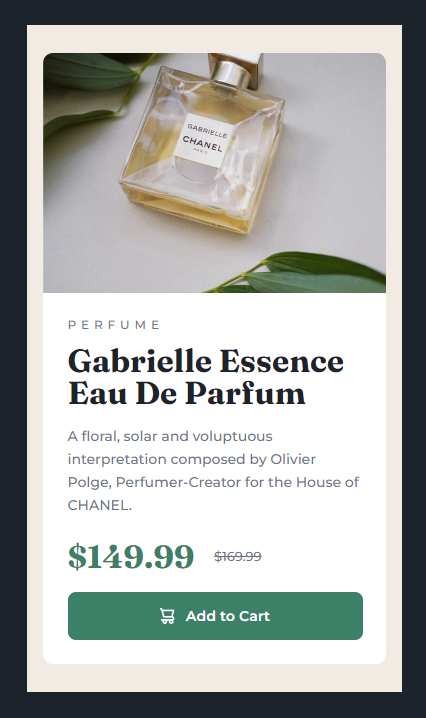 GABRIELLE
CHANEL
PARIS
PERFUME
Gabrielle Essence
Eau De Parfum
A floral, solar and voluptuous
interpretation composed by Olivier
Polge, Perfumer-Creator for the House of
CHANEL.
$149.99 $169.99
Add to Cart